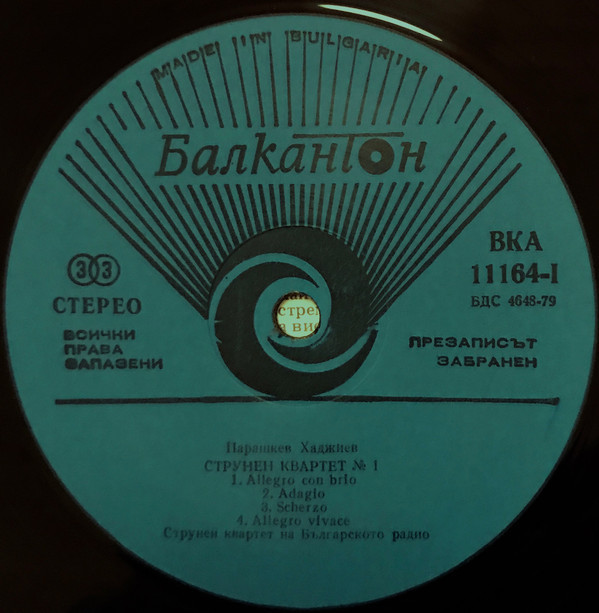 MADE IN BULGARIA
Балкантон
33
СТЕРЕО
ВСИЧКИ
ПРАВА
ЗАПАЗЕНИ
ВКА
11164-I
БДС 4648-79
ПРЕЗАПИСЪТ
ЗАБРАНЕН
Парашкев Хаджиев
СТРУНЕН КВАРТЕТ № 1
1. Allegro con brio
2. Adagio
3. Scherzo
4. Allegro vivace
Струнен квартет на Българското радио